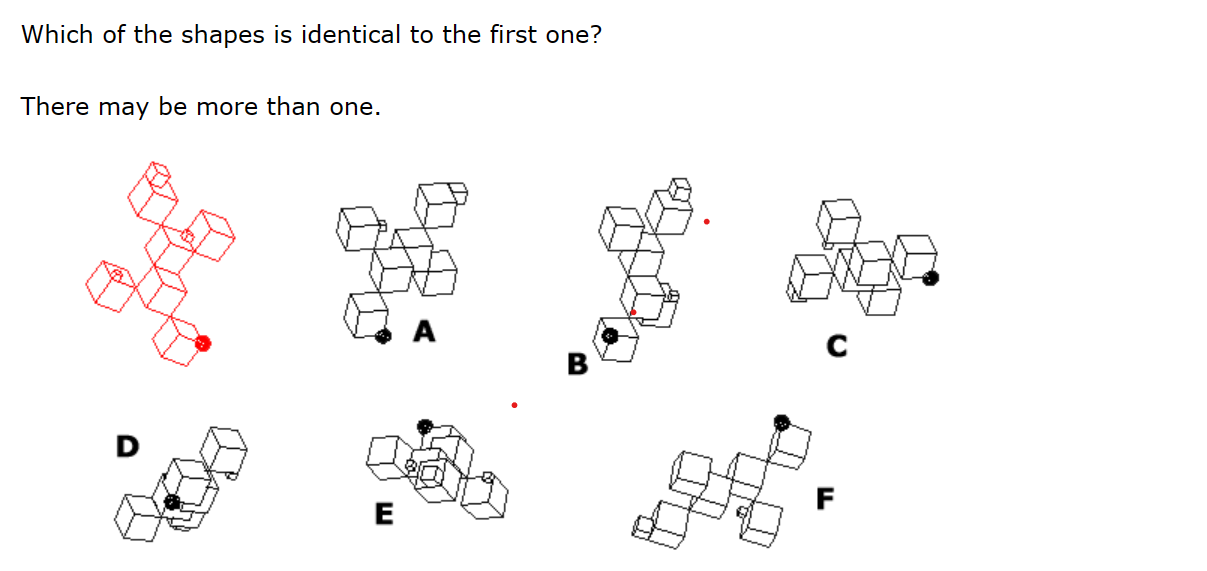 Which of the shapes is identical to the first one?
There may be more than one.
A
B
C
D
E
F